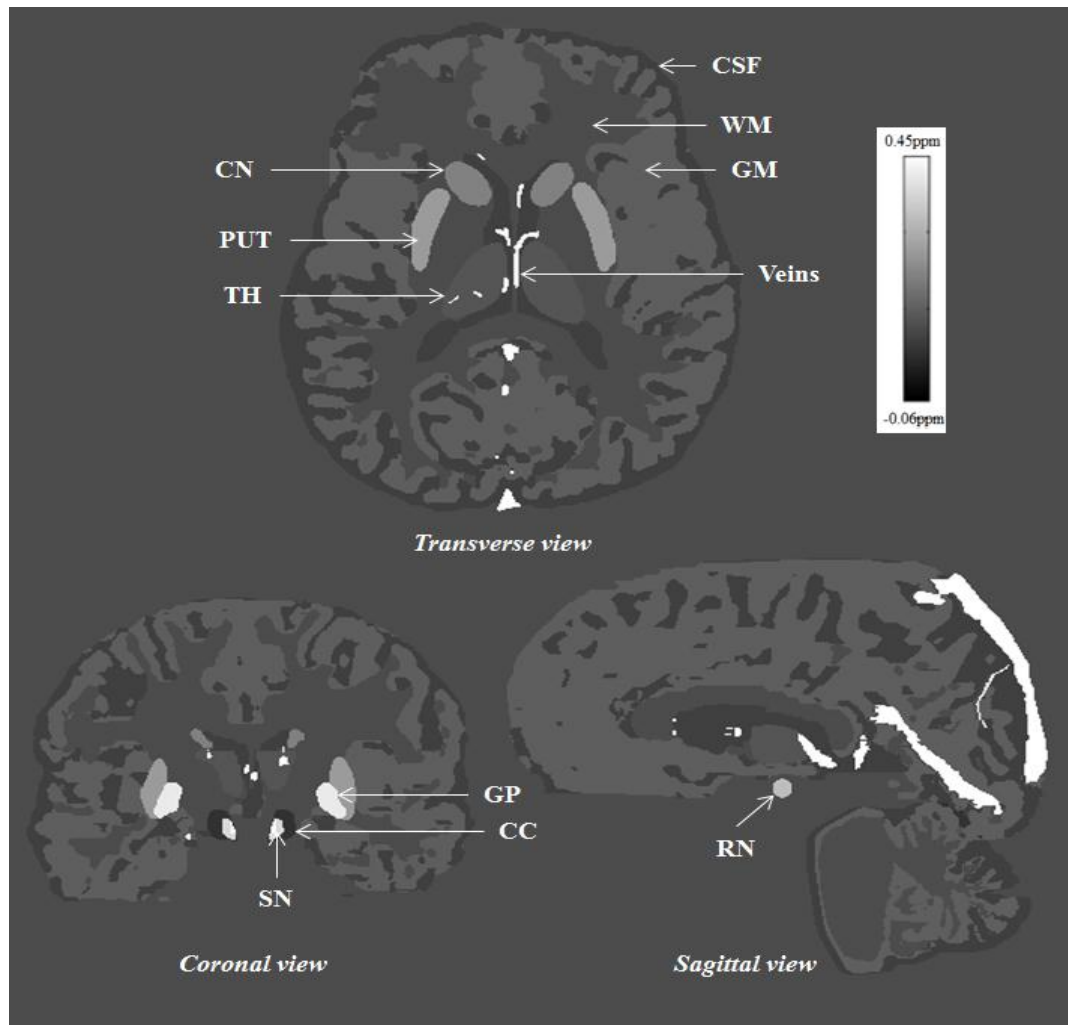 CSF
WM
0.45ppm
CN
GM
PUT
Veins
TH
-0.06ppm
Transverse view
GP
CC
RN
SN
Coronal view
Sagittal view